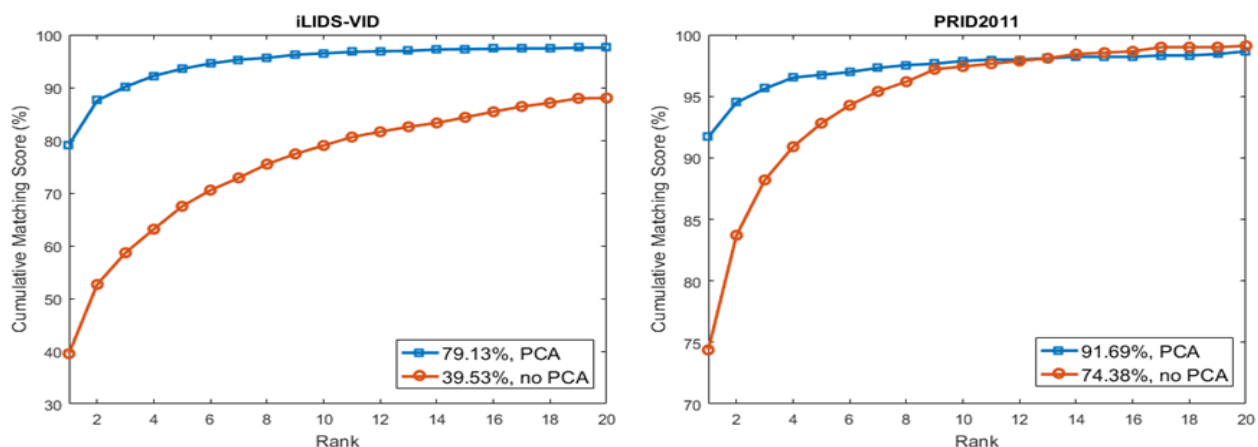 iLIDS-VID
Cumulative Matching Score (%)
100
90
80
70
60
50
40
30
2 4 6 8 10 12 14 16 18 20
Rank
79.13%, PCA
39.53%, no PCA
PRID2011
Cumulative Matching Score (%)
100
95
90
85
80
75
70
2 4 6 8 10 12 14 16 18 20
Rank
91.69%, PCA
74.38%, no PCA